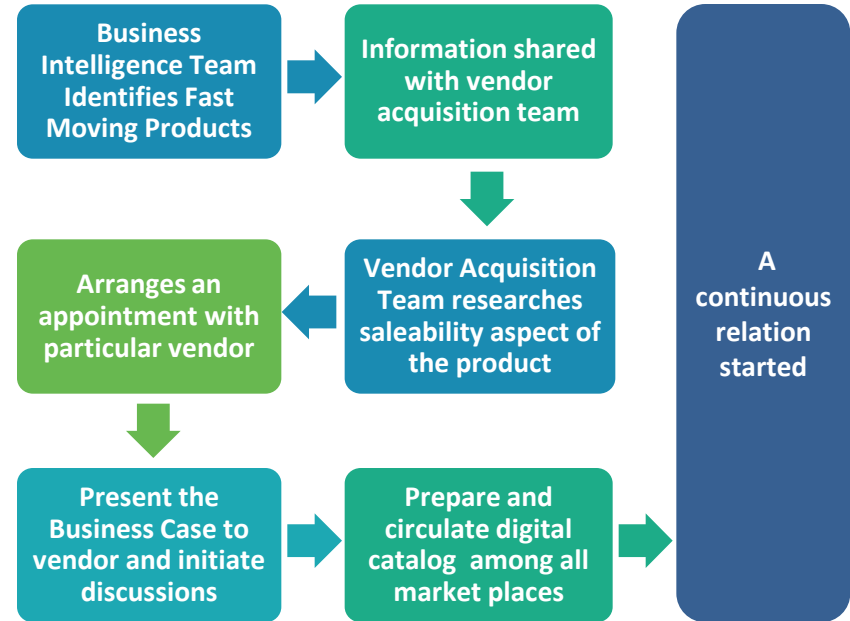 Business
Intelligence Team
Identifies Fast
Moving Products
Information shared
with vendor
acquisition team
Vendor Acquisition
Team researches
saleability aspect of
the product
Arranges an
appointment with
particular vendor
Present the
Business Case to
vendor and initiate
discussions
Prepare and
circulate digital
catalog among all
market places
A
continuous
relation
started